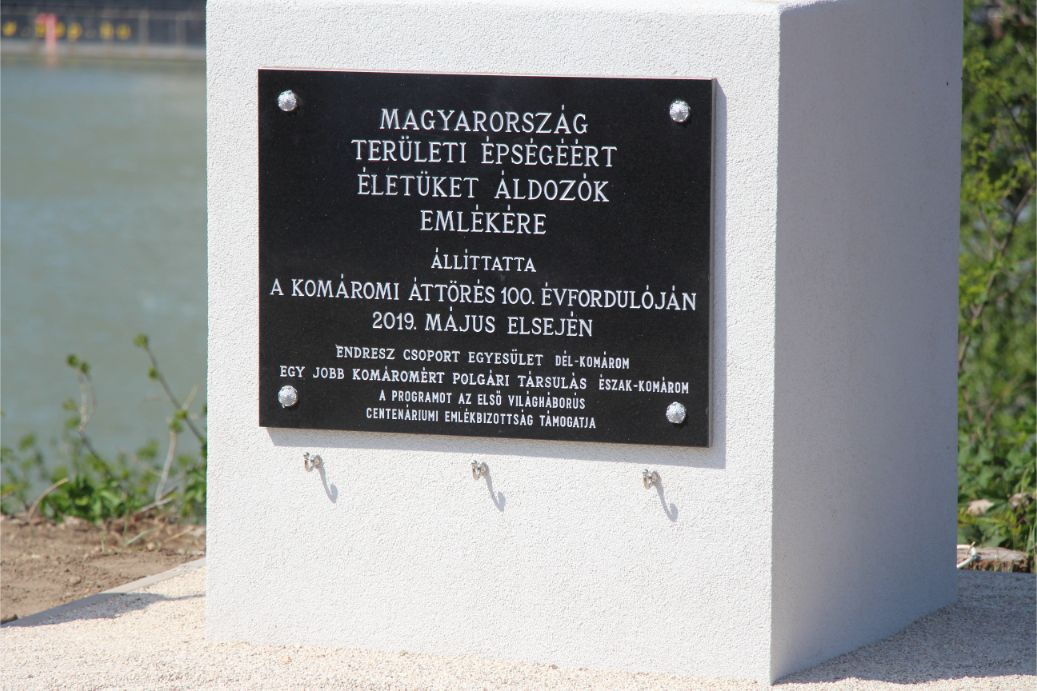 MAGYARORSZÁG
TERÜLETI ÉPSÉGÉÉRT
ÉLETÜKET ÁLDOZÓK
EMLÉKÉRE
ÁLLÍTTATTA
A KOMÁROMI ÁTTÖRÉS 100. ÉVFORDULÓJÁN
2019. MÁJUS ELSEJÉN
ENDRESZ CSOPORT EGYESÜLET DÉL-KOMÁROM
EGY JOBB KOMÁROMÉRT POLGÁRI TÁRSULÁS ÉSZAK-KOMÁROM
A PROGRAMOT AZ ELSŐ VILÁGHÁBORÚS
CENTENÁRIUMI EMLÉKBIZOTTSÁG TÁMOGATJA